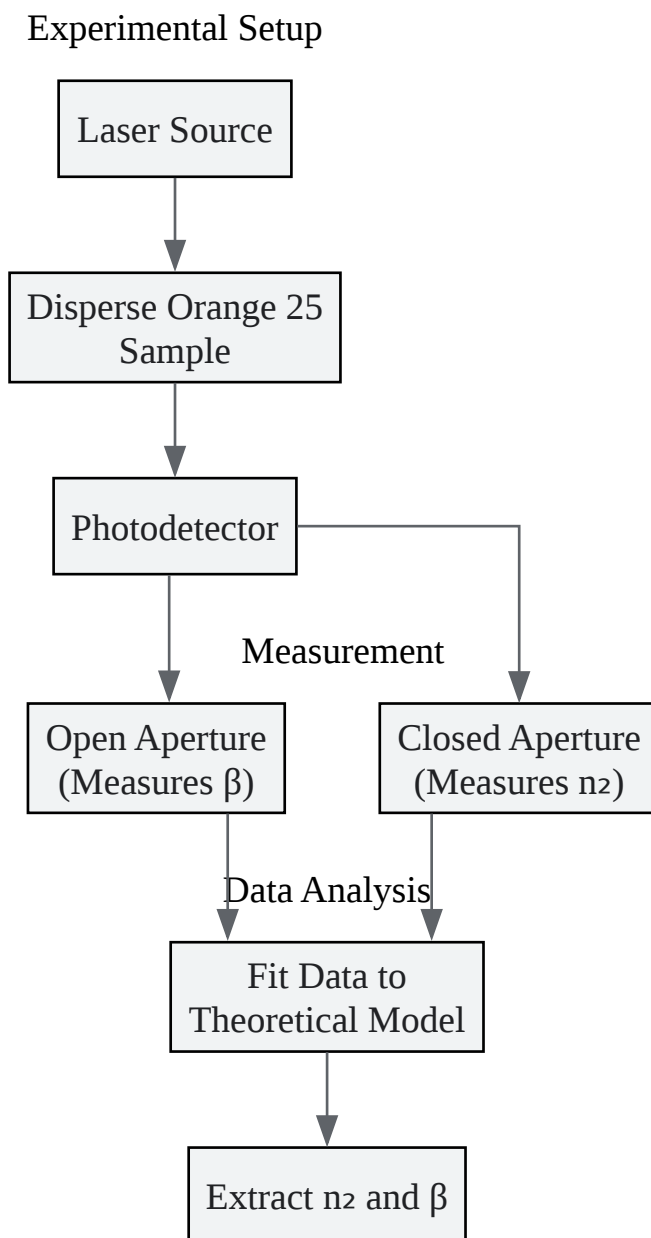 Experimental Setup
Laser Source
Disperse Orange 25
Sample
Photodetector
Measurement
Open Aperture
(Measures β)
Closed Aperture
(Measures n₂)
Data Analysis
Fit Data to
Theoretical Model
Extract n₂ and β